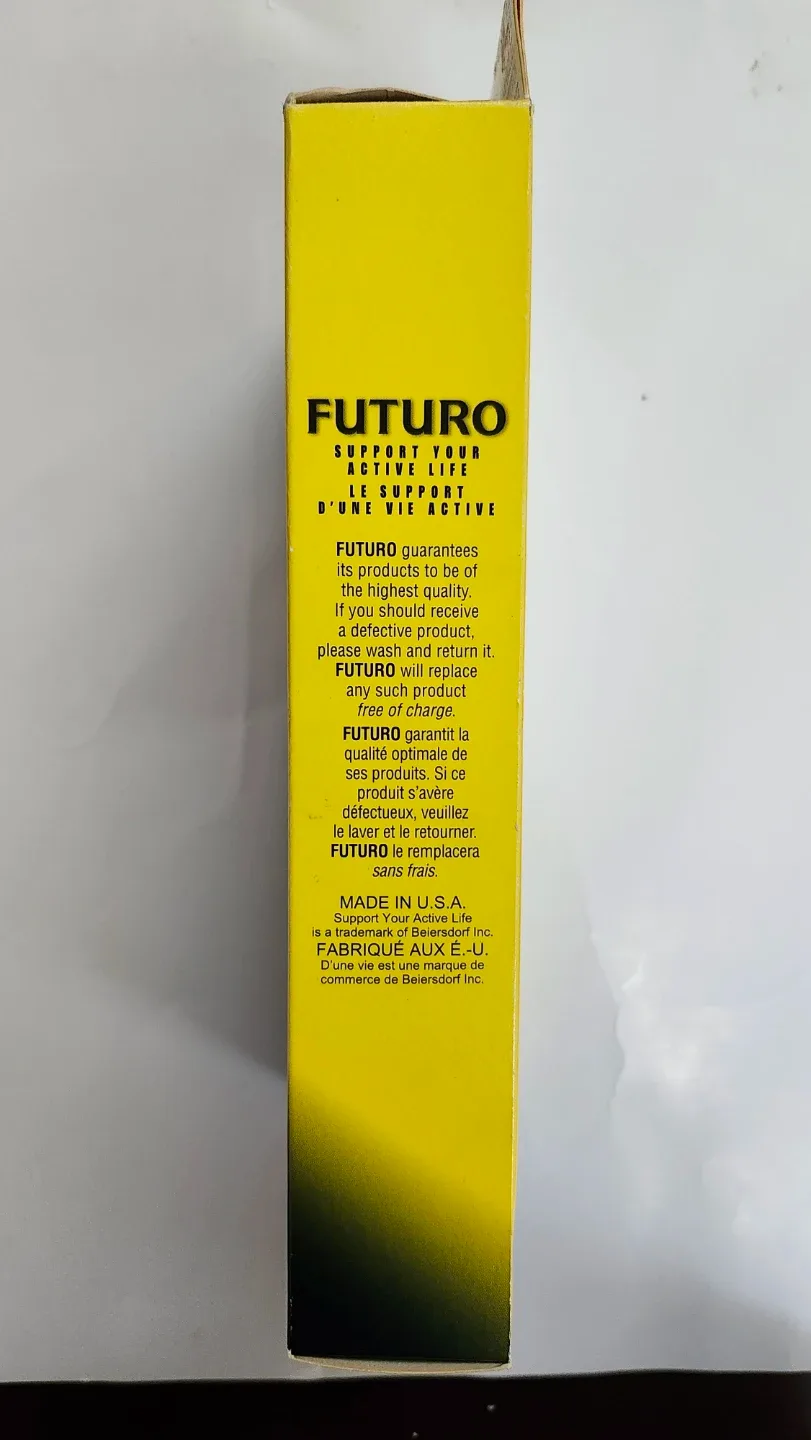 FUTURO
SUPPORT YOUR
ACTIVE LIFE
LE SUPPORT
D'UNE VIE ACTIVE
FUTURO guarantees
its products to be of
the highest quality.
If you should receive
a defective product,
please wash and return it.
FUTURO will replace
any such product
free of charge.
FUTURO garantit la
qualité optimale de
ses produits. Si ce
produit s'avère
défectueux, veuillez
le laver et le retourner.
FUTURO le remplacera
sans frais.
MADE IN U.S.A.
Support Your Active Life
is a trademark of Beiersdorf Inc.
FABRIQUÉ AUX É.-U.
D'une vie est une marque de
commerce de Beiersdorf Inc.